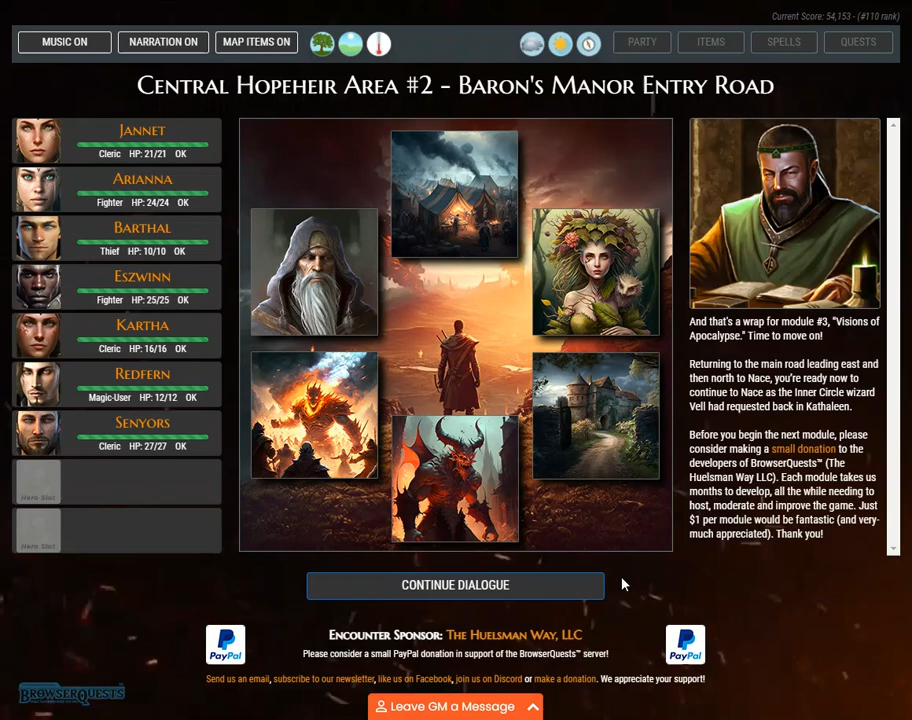 Current Score: 54,153 - (#110 rank)
MUSIC ON
NARRATION ON
MAP ITEMS ON
PARTY
ITEMS
SPELLS
QUESTS
Central Hopeheir Area #2 - Baron's Manor Entry Road
Jannet
Cleric HP: 21/21 OK
Arianna
Fighter HP: 24/24 OK
Barthal
Thief HP: 10/10 OK
Eszwinn
Fighter HP: 25/25 OK
Kartha
Cleric HP: 16/16 OK
Redfern
Magic-User HP: 12/12 OK
Senyors
Cleric HP: 27/27 OK
Hero Slot
Hero Slot
And that's a wrap for module #3, "Visions of
Apocalypse." Time to move on!
Returning to the main road leading east and
then north to Nace, you're ready now to
continue to Nace as the Inner Circle wizard
Vell had requested back in Kathaleen.
Before you begin the next module, please
consider making a small donation to the
developers of BrowserQuests™ (The
Huelsman Way LLC). Each module takes us
months to develop, all the while needing to
host, moderate and improve the game. Just
$1 per module would be fantastic (and very-
much appreciated). Thank you!
CONTINUE DIALOGUE
PayPal
Encounter Sponsor: The Huelsman Way, LLC
Please consider a small PayPal donation in support of the BrowserQuests™ server!
PayPal
Send us an email, subscribe to our newsletter, like us on Facebook, join us on Discord or make a donation. We appreciate your support!
BrowserQuests
Leave GM a Message